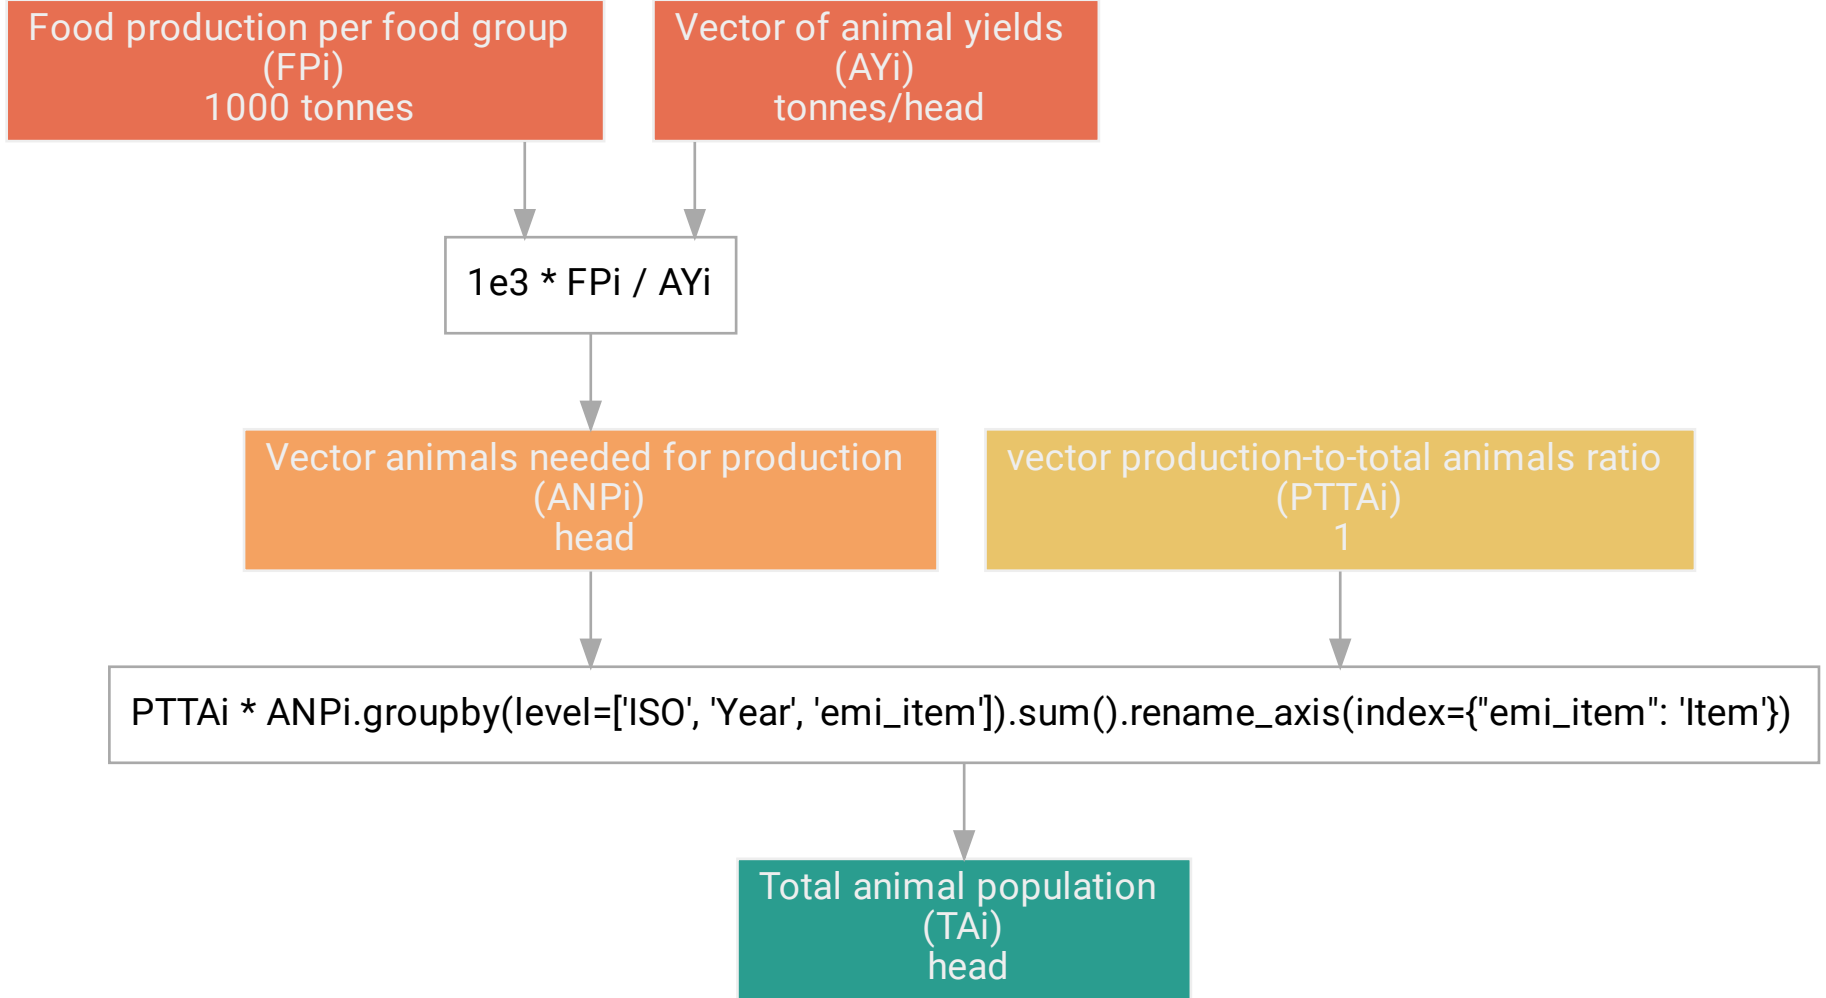 Food production per food group
(FPi)
1000 tonnes
Vector of animal yields
(AYi)
tonnes/head
1e3 * FPi / AYi
Vector animals needed for production
(ANPi)
head
vector production-to-total animals ratio
(PTTAi)
1
PTTAi * ANPi.groupby(level=['ISO', 'Year', 'emi_item']).sum().rename_axis(index={"emi_item": 'Item'})
Total animal population
(TAi)
head